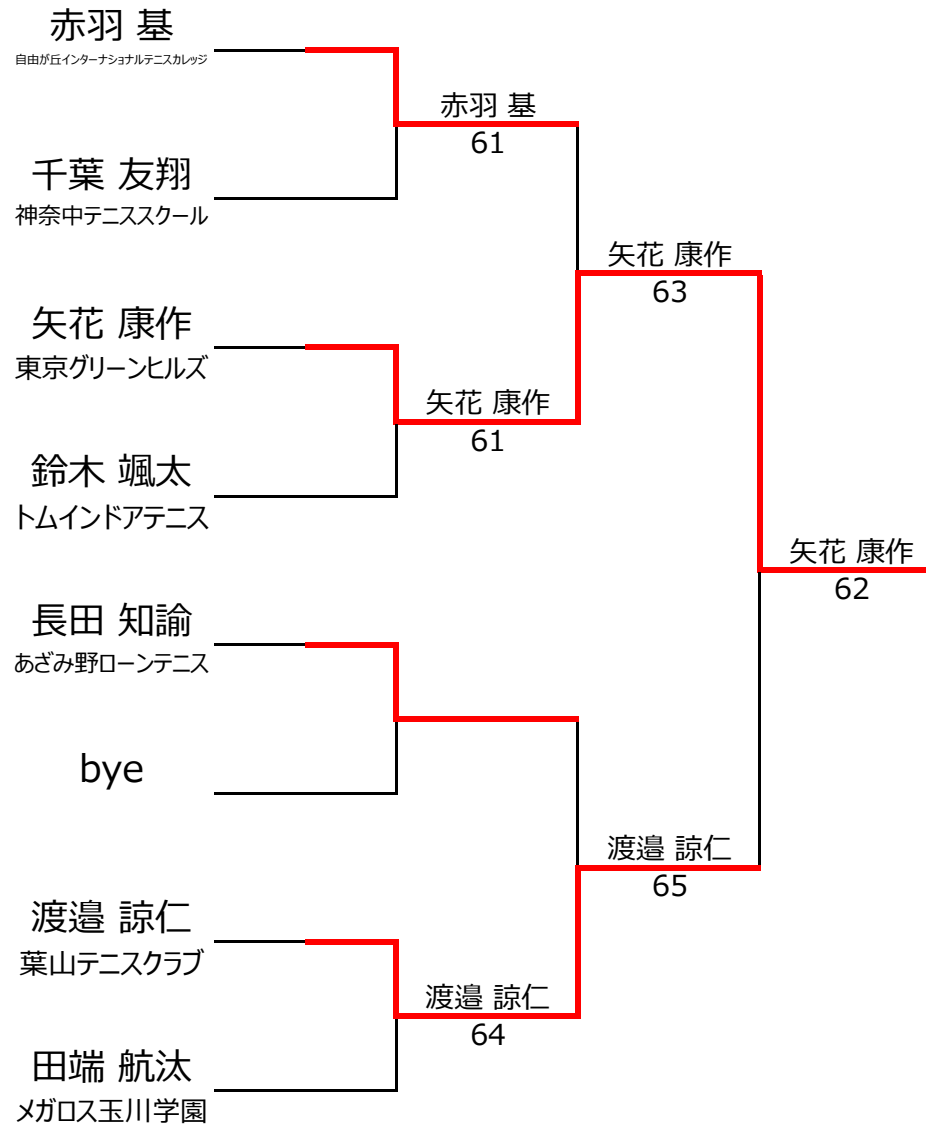 赤羽 基
自由が丘インターナショナルテニスカレッジ
赤羽 基
61
千葉 友翔
神奈中テニススクール
矢花 康作
63
矢花 康作
東京グリーンヒルズ
矢花 康作
61
鈴木 颯太
トムインドアテニス
矢花 康作
62
長田 知諭
あざみ野ローンテニス
bye
渡邉 諒仁
65
渡邉 諒仁
葉山テニスクラブ
渡邉 諒仁
64
田端 航汰
メガロス玉川学園